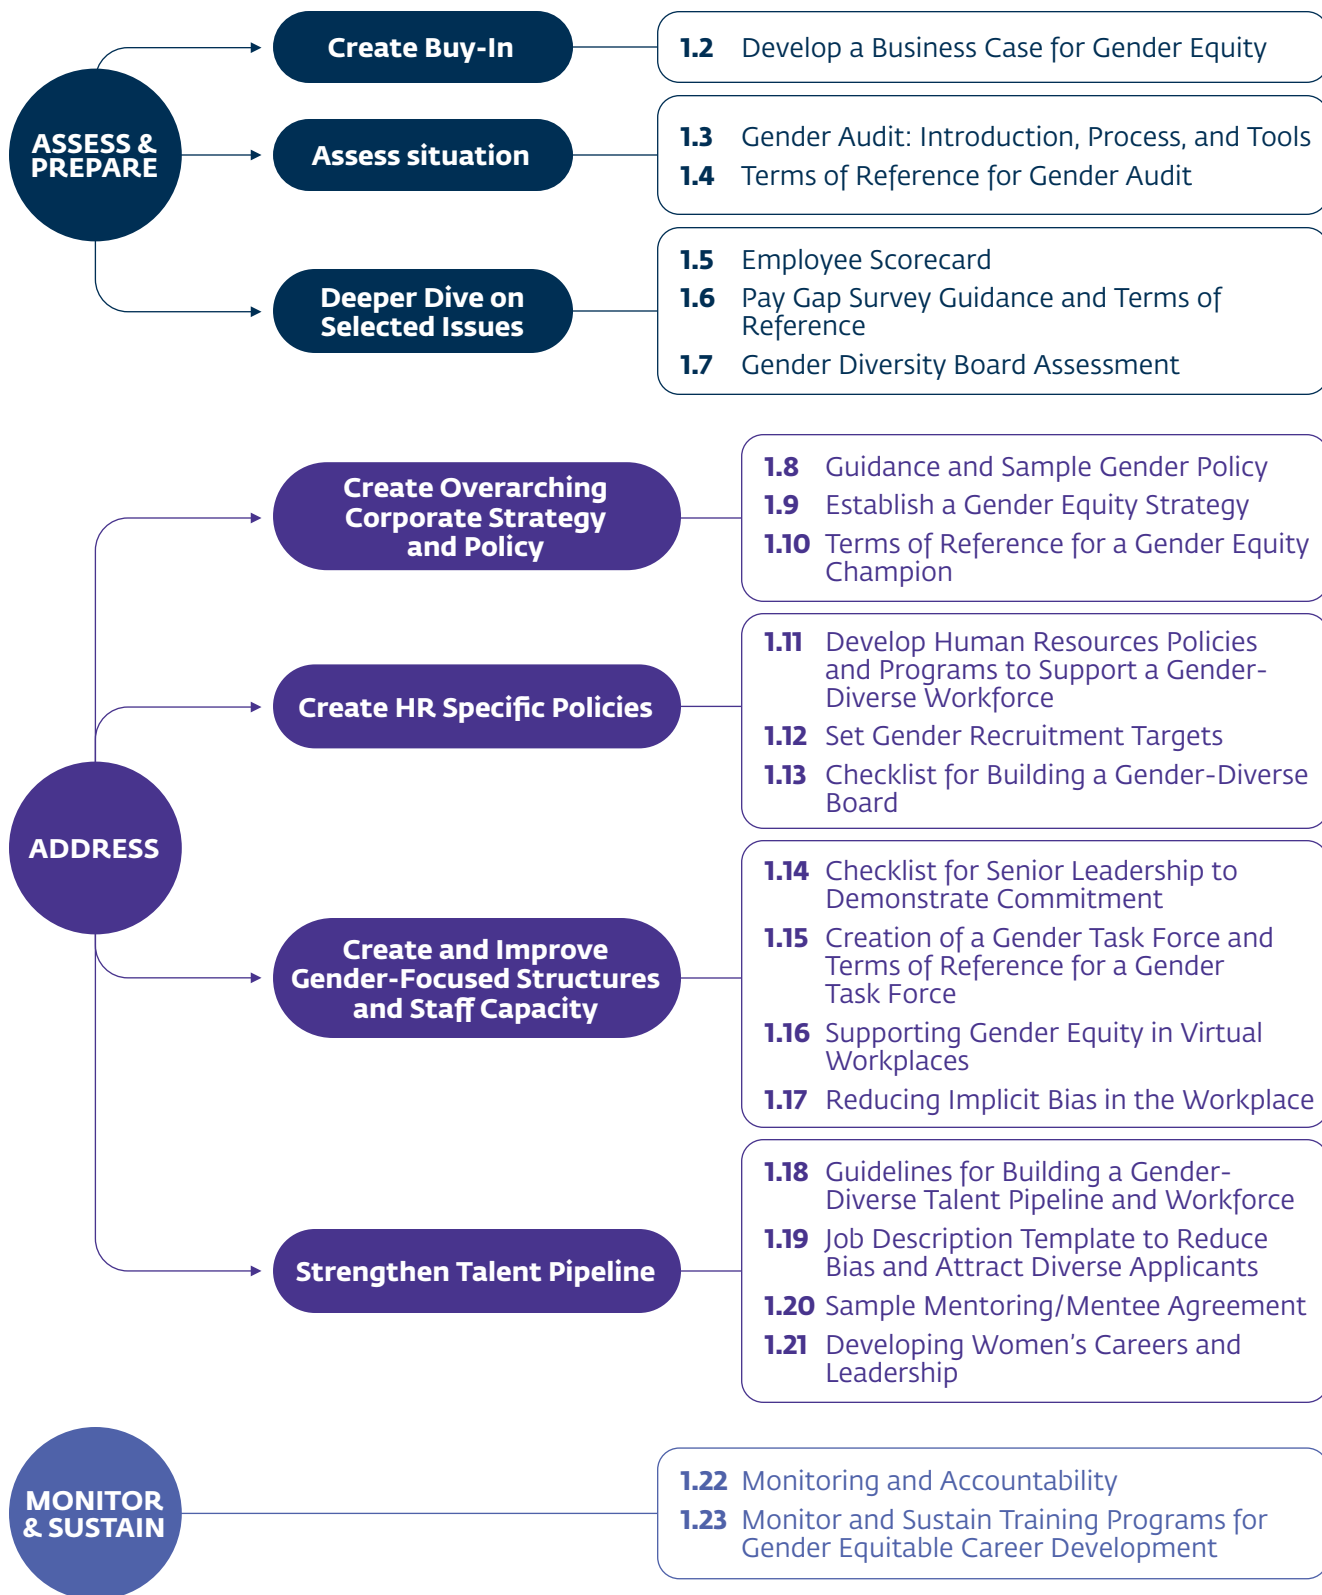 ASSESS &
PREPARE
Create Buy-In
1.2 Develop a Business Case for Gender Equity
Assess situation
1.3 Gender Audit: Introduction, Process, and Tools
1.4 Terms of Reference for Gender Audit
Deeper Dive on
Selected Issues
1.5 Employee Scorecard
1.6 Pay Gap Survey Guidance and Terms of
Reference
1.7 Gender Diversity Board Assessment
ADDRESS
Create Overarching
Corporate Strategy
and Policy
1.8 Guidance and Sample Gender Policy
1.9 Establish a Gender Equity Strategy
1.10 Terms of Reference for a Gender Equity
Champion
Create HR Specific Policies
1.11 Develop Human Resources Policies
and Programs to Support a Gender-
Diverse Workforce
1.12 Set Gender Recruitment Targets
1.13 Checklist for Building a Gender-Diverse
Board
Create and Improve
Gender-Focused Structures
and Staff Capacity
1.14 Checklist for Senior Leadership to
Demonstrate Commitment
1.15 Creation of a Gender Task Force and
Terms of Reference for a Gender
Task Force
1.16 Supporting Gender Equity in Virtual
Workplaces
1.17 Reducing Implicit Bias in the Workplace
Strengthen Talent Pipeline
1.18 Guidelines for Building a Gender-
Diverse Talent Pipeline and Workforce
1.19 Job Description Template to Reduce
Bias and Attract Diverse Applicants
1.20 Sample Mentoring/Mentee Agreement
1.21 Developing Women's Careers and
Leadership
MONITOR
& SUSTAIN
1.22 Monitoring and Accountability
1.23 Monitor and Sustain Training Programs for
Gender Equitable Career Development